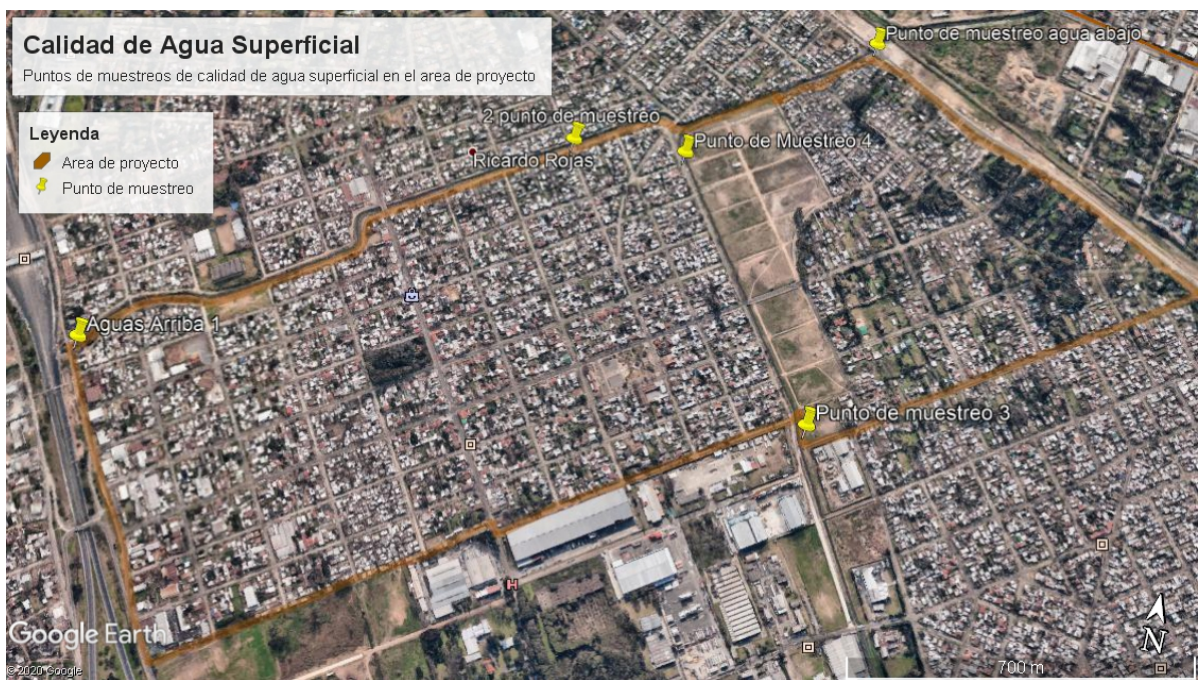 Calidad de Agua Superficial
Puntos de muestreos de calidad de agua superficial en el area de proyecto
Leyenda
Area de proyecto
Punto de muestreo
Punto de muestreo agua abajo
2 punto de muestreo
Punto de Muestreo 4
Ricardo Rojas
Aguas Arriba 1
Punto de muestreo 3
H
Google Earth
© 2020 Google
700 m
N